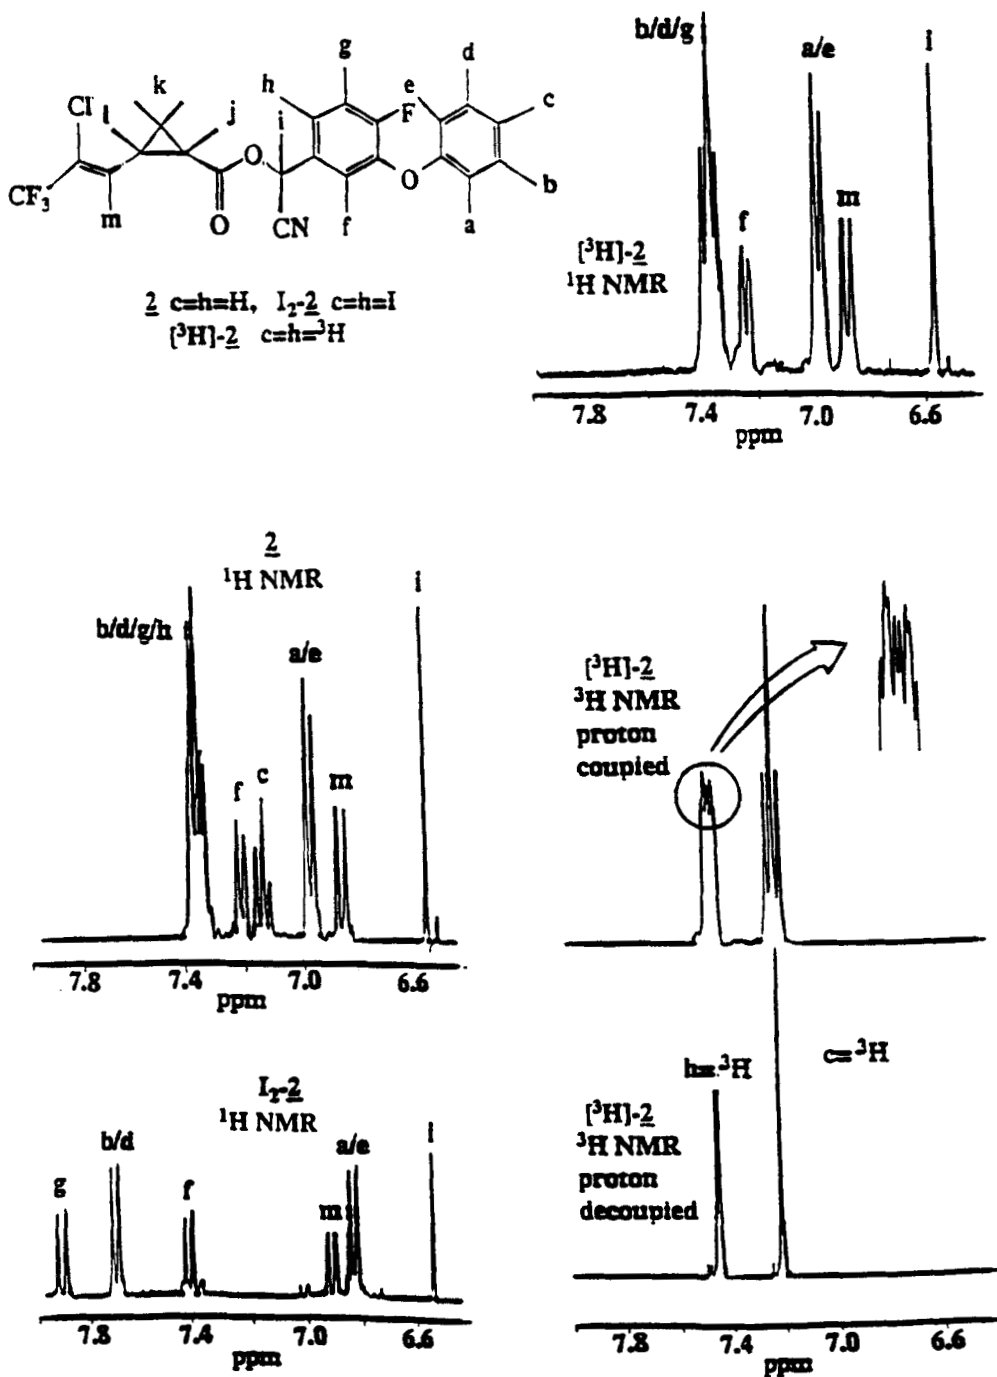 g
k
h
d
e
Cl
l
j
i
F
c
O
O
b
CF3
m
O
CN
f
a
2 c=h=H, I2-2 c=h=I
[3H]-2 c=h=3H
b/d/g
a/e
i
m
f
[3H]-2
1H NMR
7.8 7.4 7.0 6.6
ppm
2
1H NMR
i
b/d/g/h
a/e
c
f
m
7.8 7.4 7.0 6.6
ppm
[3H]-2
3H NMR
proton
coupied
I2-2
1H NMR
b/d
a/e
i
g
f
m
7.8 7.4 7.0 6.6
ppm
h=3H
c=3H
[3H]-2
3H NMR
proton
decoupied
7.8 7.4 7.0 6.6
ppm